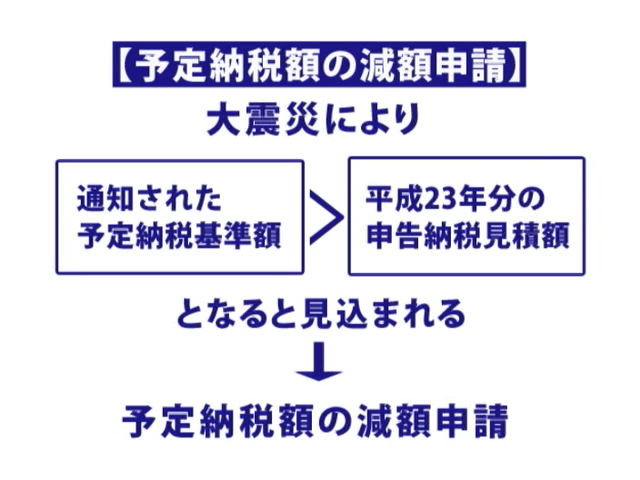 【予定納税額の減額申請】
大震災により
通知された
予定納税基準額
>
平成23年分の
申告納税見積額
となると見込まれる
予定納税額の減額申請